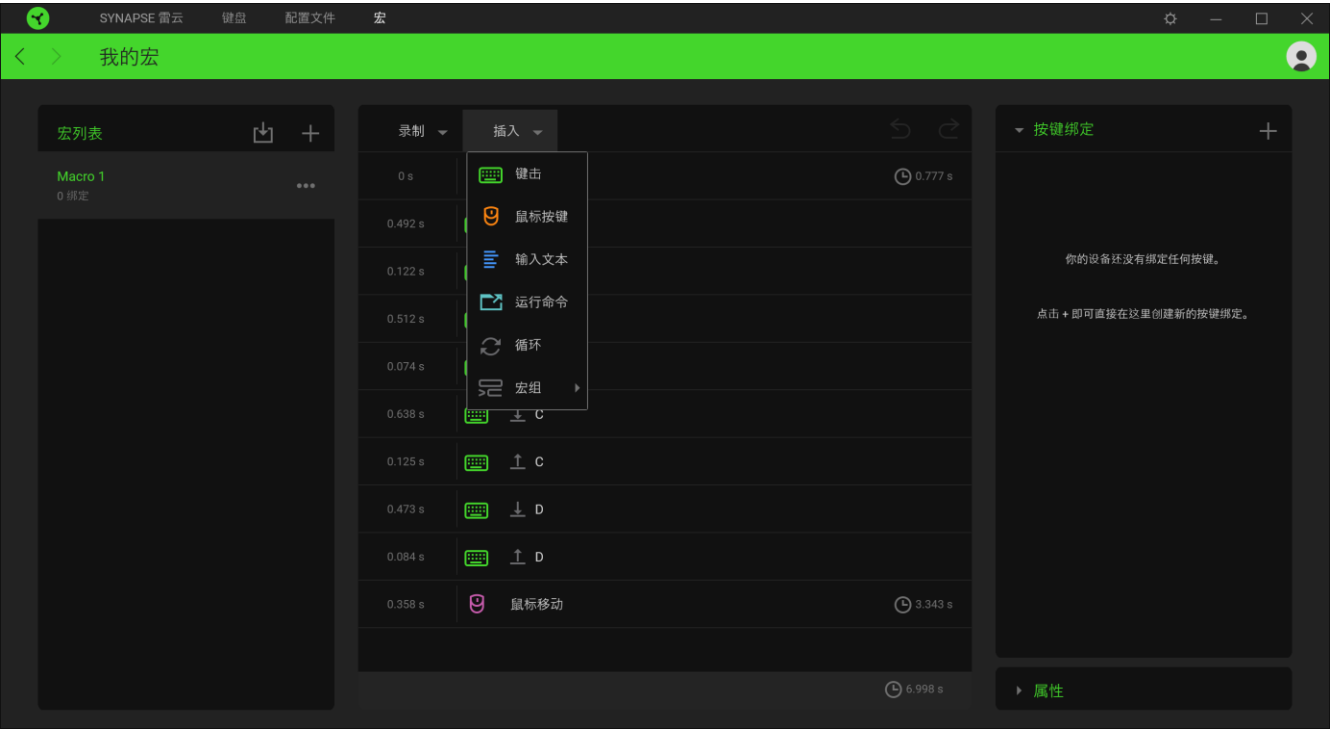 SYNAPSE 雷云 键盘 配置文件 宏
我的宏
宏列表
Macro 1
0 绑定
录制 插入
0 s 0.777 s
键击
鼠标按键
输入文本
运行命令
循环
宏组
0.492 s
0.122 s
0.512 s
0.074 s
0.638 s C
0.125 s C
0.473 s D
0.084 s D
0.358 s 鼠标移动 3.343 s
6.998 s
按键绑定
你的设备还没有绑定任何按键。
点击 + 即可直接在这里创建新的按键绑定。
属性